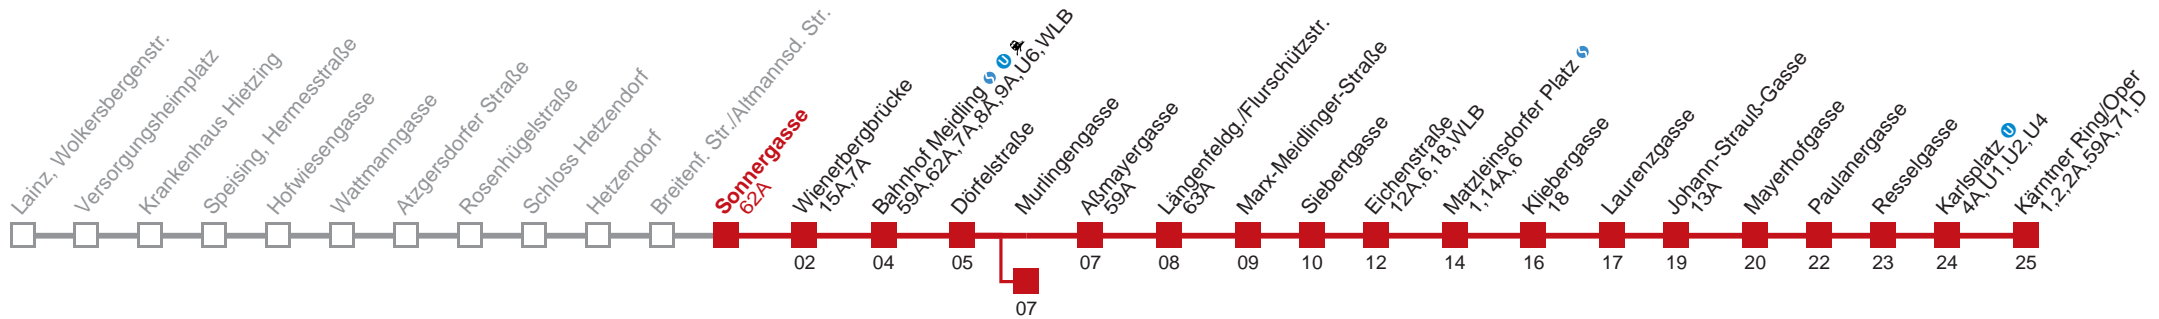 Lainz, Wolkersbergenstr.
Versorgungsheimplatz
Krankenhaus Hietzing
Speising, Hermesstraße
Hofwiesengasse
Wattmanngasse
Atzgersdorfer Straße
Rosenhügelstraße
Schloss Hetzendorf
Hetzendorf
Breitenf. Str./Altmannsd. Str.
Sonnergasse
62A
Wienerbergbrücke
15A,7A
Bahnhof Meidling S U
59A,62A,7A,8A,9A,U6,WLB
Dörfelstraße
Murlingengasse
Aßmayergasse
59A
Längenfeldg./Flurschützstr.
63A
Marx-Meidlinger-Straße
Siebertgasse
Eichenstraße
12A,6,18,WLB
Matzleinsdorfer Platz S
1,14A,6
Kliebergasse
18
Laurenzgasse
Johann-Strauß-Gasse
13A
Mayerhofgasse
Paulanergasse
Resselgasse
Karlsplatz U
4A,U1,U2,U4
Kärntner Ring/Oper
1,2,2A,59A,71,D
02 04 05 07 08 09 10 12 14 16 17 19 20 22 23 24 25
07